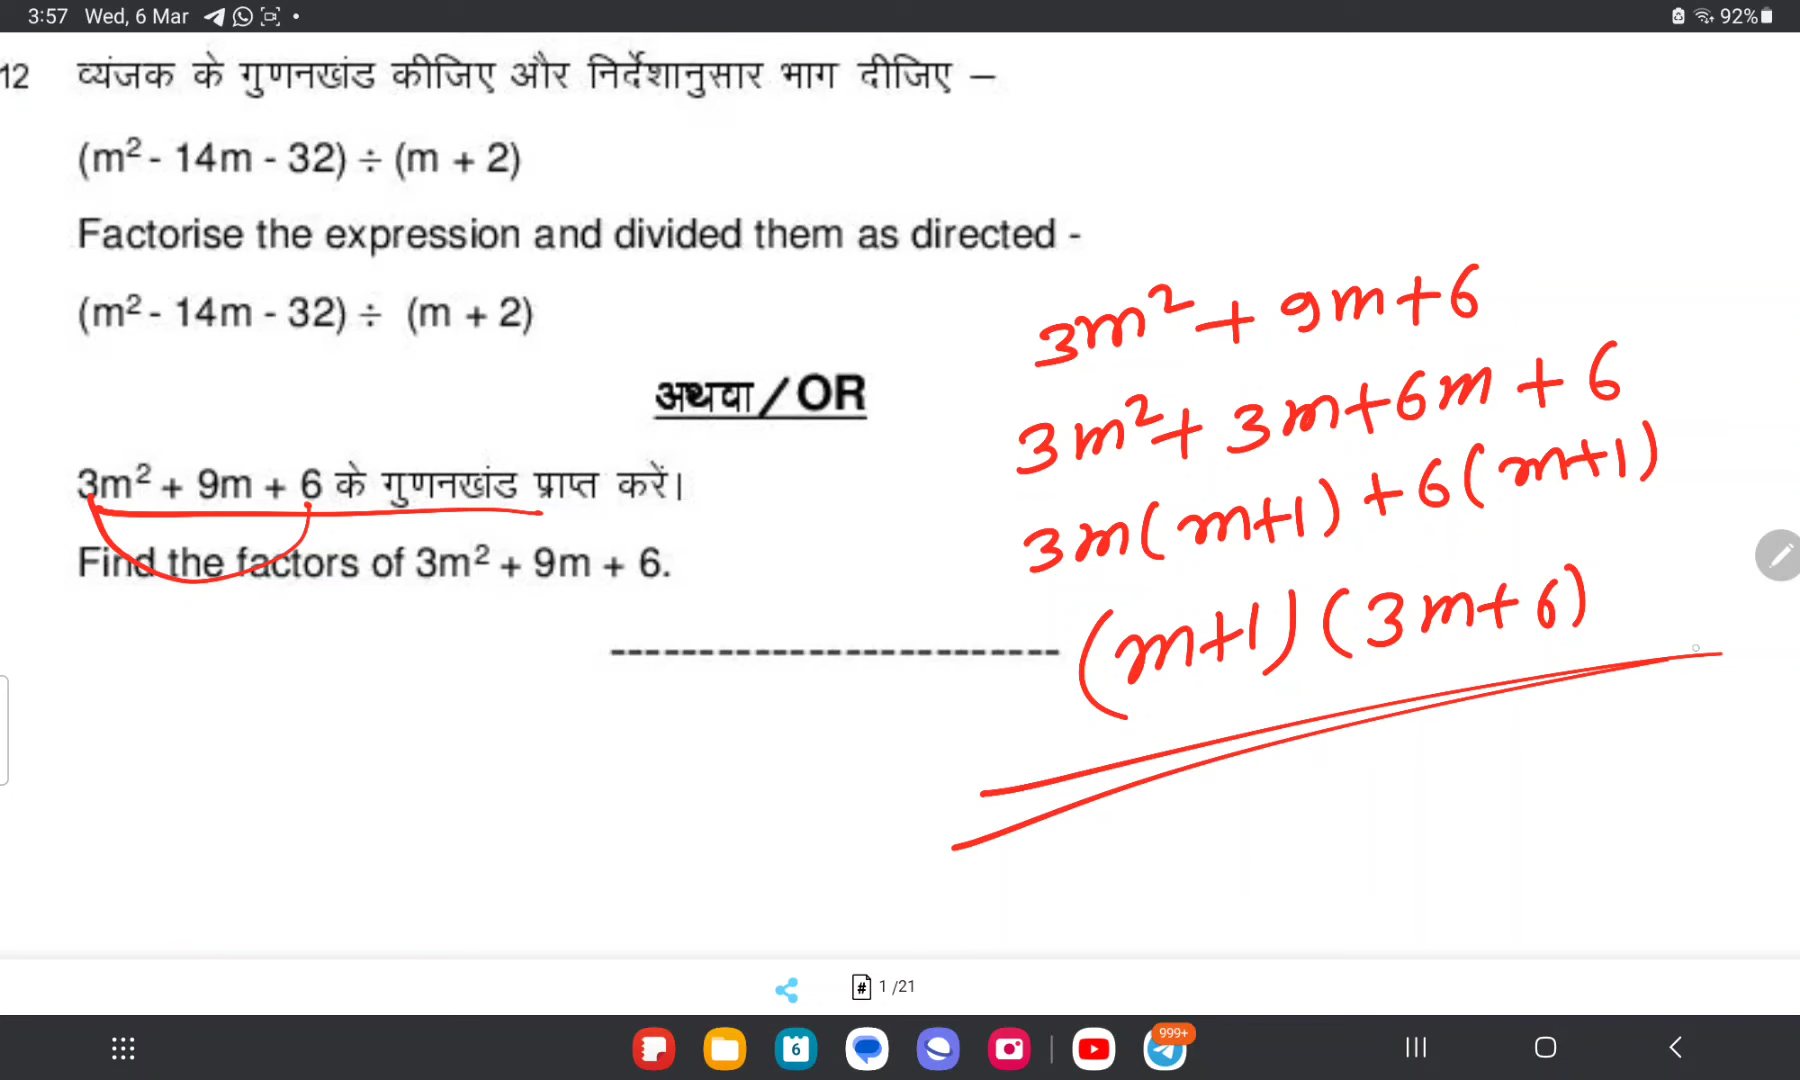 3:57 Wed, 6 Mar
92%
12 व्यंजक के गुणनखंड कीजिए और निर्देशानुसार भाग दीजिए –
(m² - 14m - 32) ÷ (m + 2)
Factorise the expression and divided them as directed -
(m² - 14m - 32) ÷ (m + 2)
अथवा / OR
3m² + 9m + 6 के गुणनखंड प्राप्त करें।
Find the factors of 3m² + 9m + 6.
3m² + 9m + 6
3m² + 3m + 6m + 6
3m(m+1) + 6(m+1)
(m+1)(3m+6)
# 1 /21
6
999+